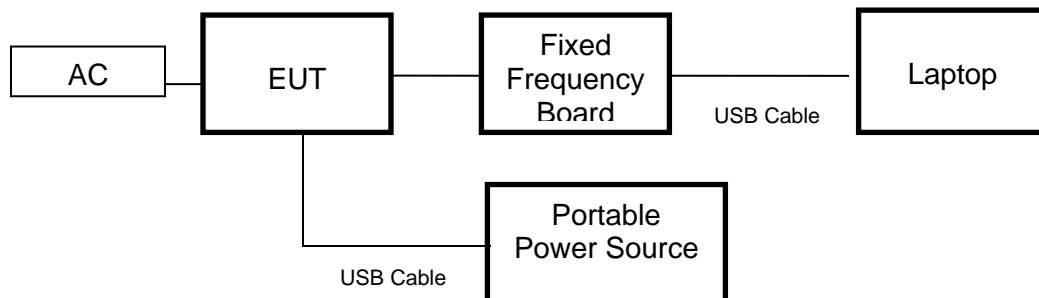 AC
EUT
Fixed
Frequency
Board
USB Cable
Laptop
Portable
Power Source
USB Cable